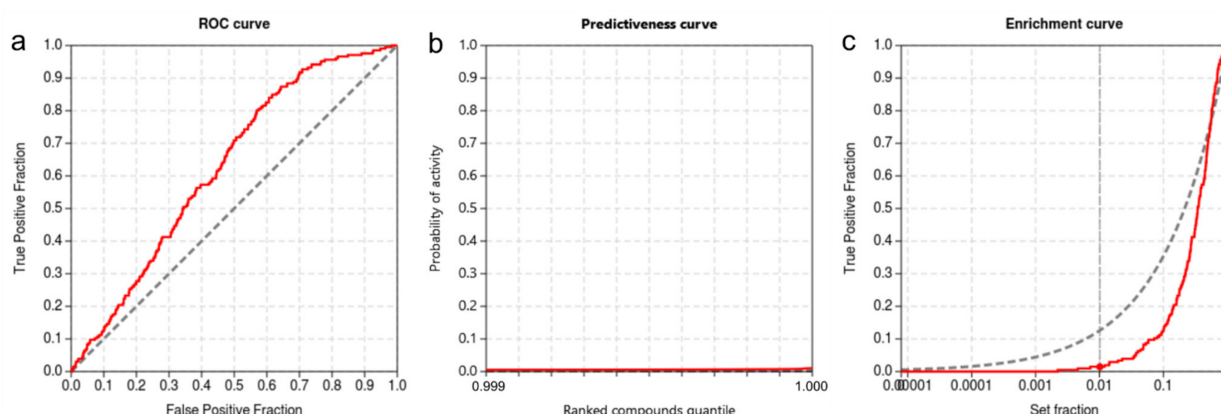 ROC curve
Predictiveness curve
Enrichment curve
a
b
c
1.0
0.9
0.8
0.7
0.6
0.5
0.4
0.3
0.2
0.1
0.0
True Positive Fraction
0.0 0.1 0.2 0.3 0.4 0.5 0.6 0.7 0.8 0.9 1.0
False Positive Fraction
1.0
0.9
0.8
0.7
0.6
0.5
0.4
0.3
0.2
0.1
0.0
Probability of activity
0.999 1.000
Ranked compounds quantile
1.0
0.9
0.8
0.7
0.6
0.5
0.4
0.3
0.2
0.1
0.0
True Positive Fraction
0.0001 0.001 0.01 0.1
Set fraction